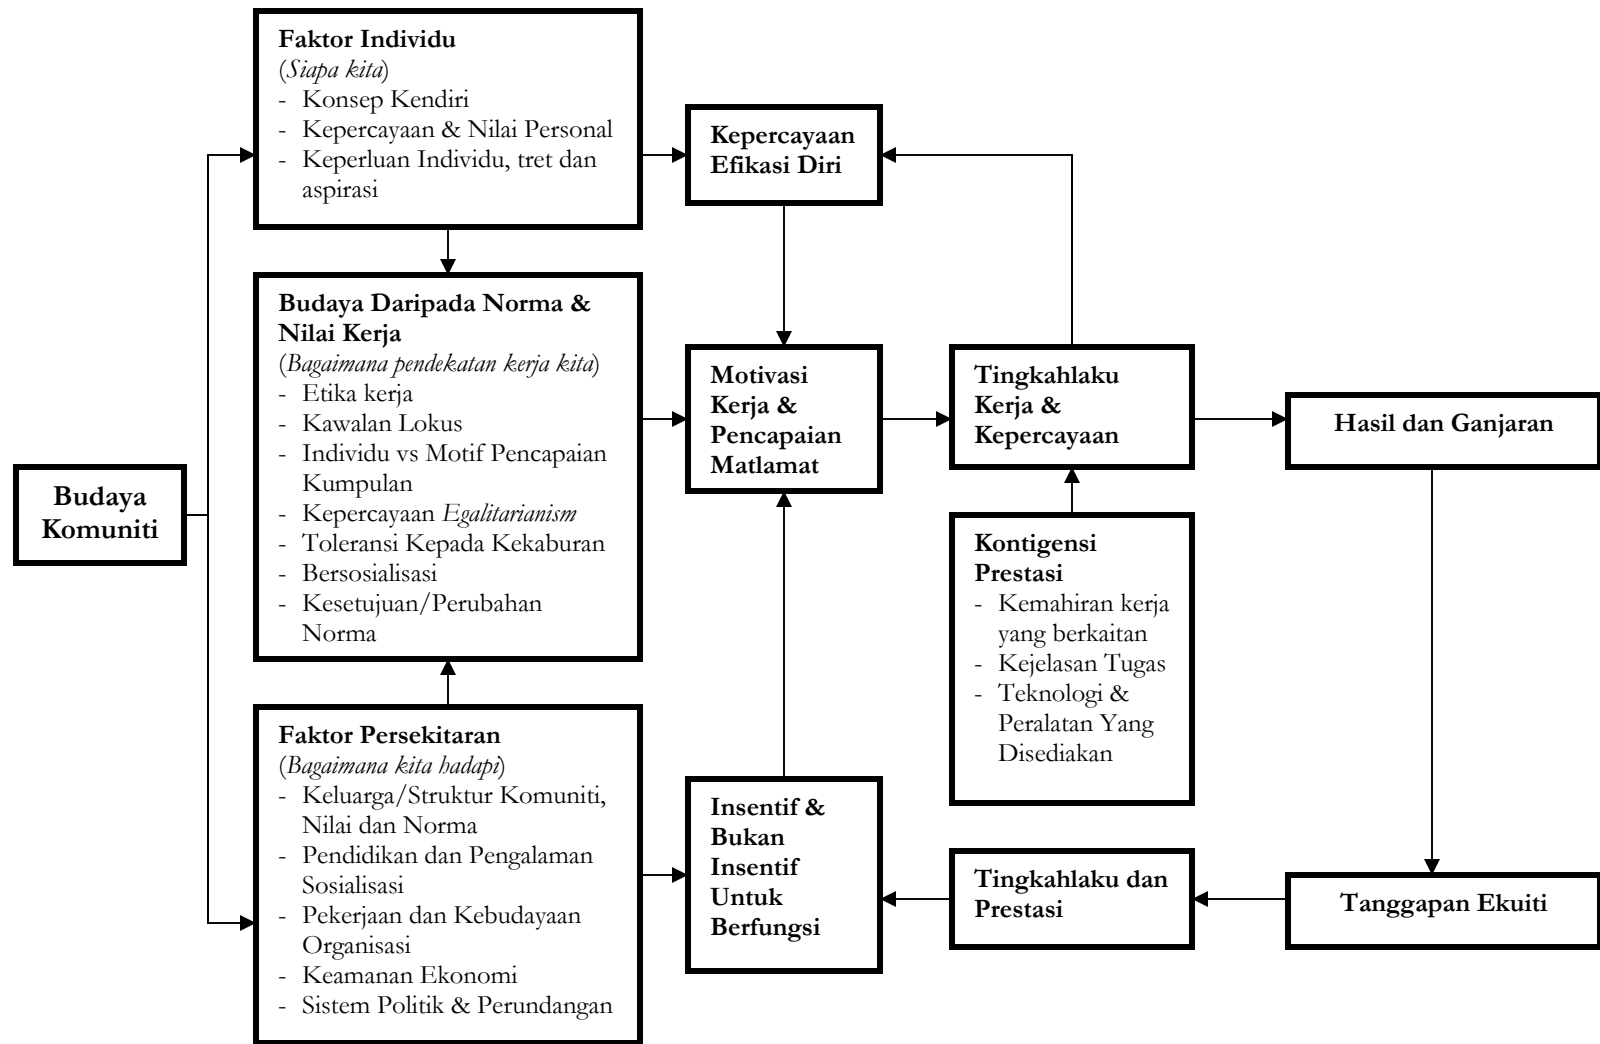 Faktor Individu
(Siapa kita)
- Konsep Kendiri
- Kepercayaan & Nilai Personal
- Keperluan Individu, tret dan
aspirasi
Kepercayaan
Efikasi Diri
Budaya Daripada Norma &
Nilai Kerja
(Bagaimana pendekatan kerja kita)
- Etika kerja
- Kawalan Lokus
- Individu vs Motif Pencapaian
Kumpulan
- Kepercayaan Egalitarianism
- Toleransi Kepada Kekaburan
- Bersosialisasi
- Kesetujuan/Perubahan
Norma
Motivasi
Kerja &
Pencapaian
Matlamat
Tingkahlaku
Kerja &
Kepercayaan
Hasil dan Ganjaran
Budaya
Komuniti
Kontigensi
Prestasi
- Kemahiran kerja
yang berkaitan
- Kejelasan Tugas
- Teknologi &
Peralatan Yang
Disediakan
Faktor Persekitaran
(Bagaimana kita hadapi)
- Keluarga/Struktur Komuniti,
Nilai dan Norma
- Pendidikan dan Pengalaman
Sosialisasi
- Pekerjaan dan Kebudayaan
Organisasi
- Keamanan Ekonomi
- Sistem Politik & Perundangan
Insentif &
Bukan
Insentif
Untuk
Berfungsi
Tingkahlaku dan
Prestasi
Tanggapan Ekuiti